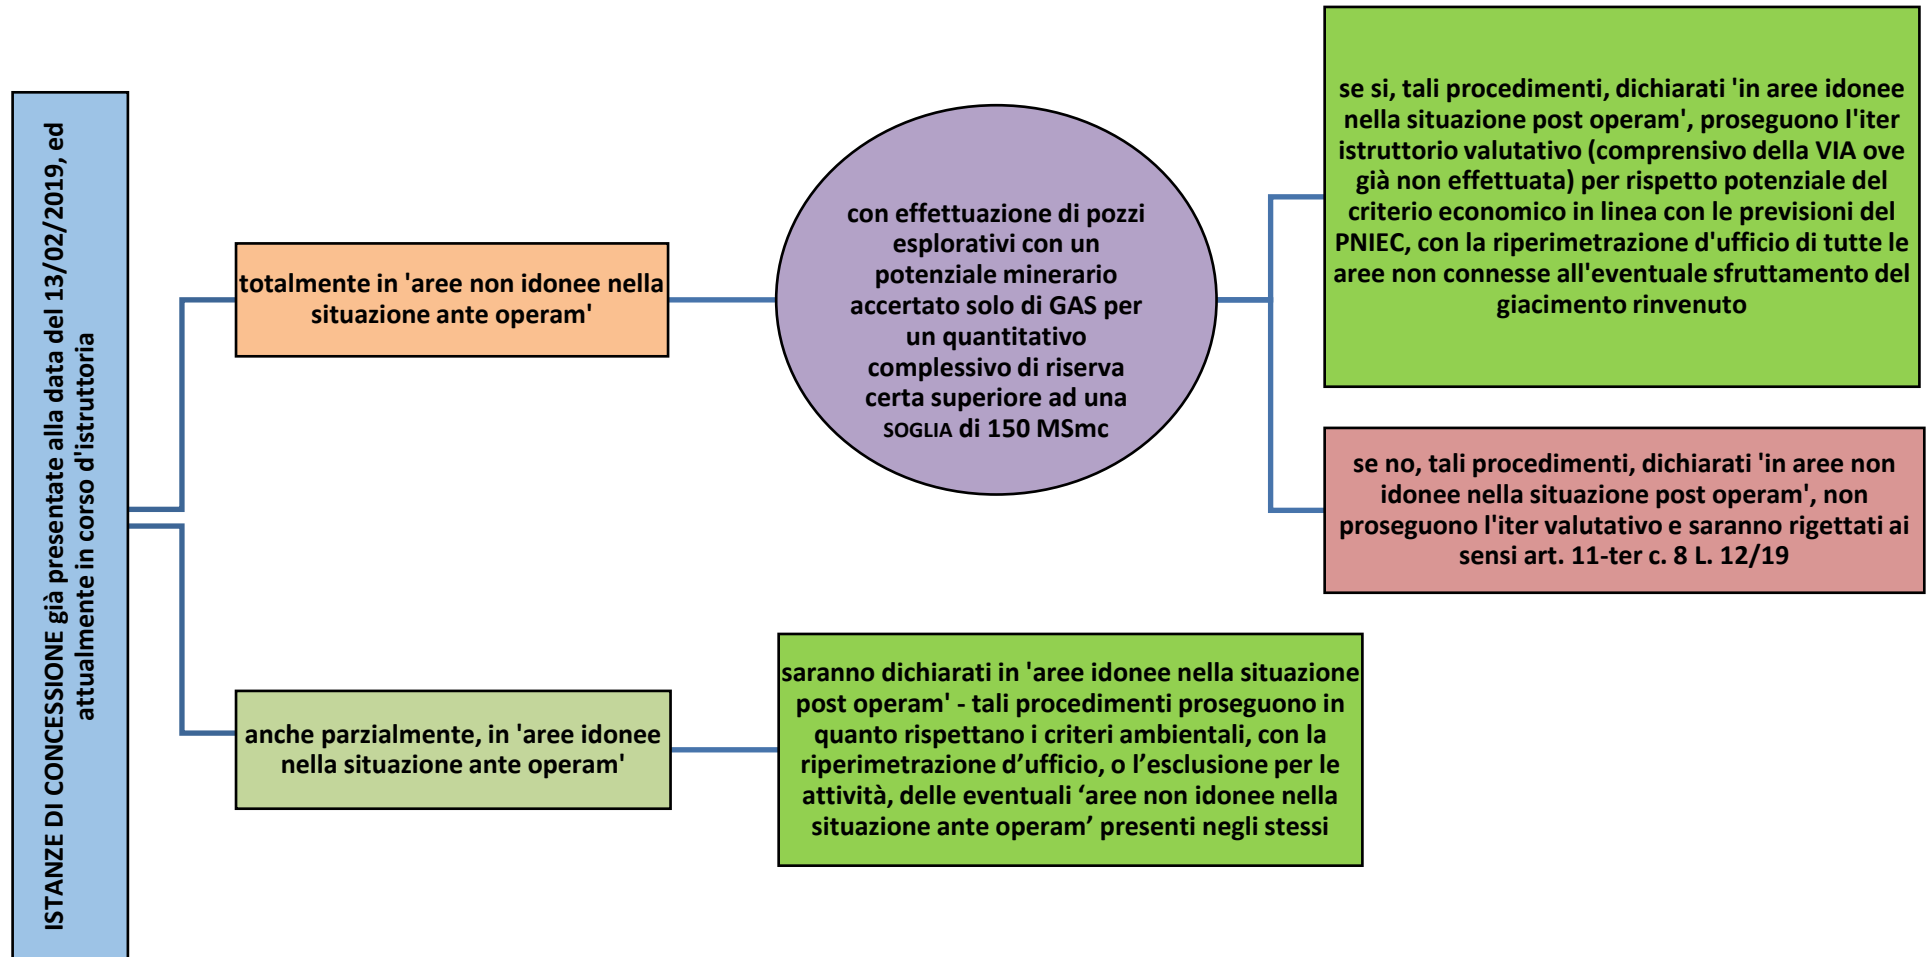 ISTANZE DI CONCESSIONE già presentate alla data del 13/02/2019, ed
attualmente in corso d'istruttoria
totalmente in 'aree non idonee nella
situazione ante operam'
con effettuazione di pozzi
esplorativi con un
potenziale minerario
accertato solo di GAS per
un quantitativo
complessivo di riserva
certa superiore ad una
SOGLIA di 150 MSmc
se si, tali procedimenti, dichiarati 'in aree idonee
nella situazione post operam', proseguono l'iter
istruttorio valutativo (comprensivo della VIA ove
già non effettuata) per rispetto potenziale del
criterio economico in linea con le previsioni del
PNIEC, con la riperimetrazione d'ufficio di tutte le
aree non connesse all'eventuale sfruttamento del
giacimento rinvenuto
se no, tali procedimenti, dichiarati 'in aree non
idonee nella situazione post operam', non
proseguono l'iter valutativo e saranno rigettati ai
sensi art. 11-ter c. 8 L. 12/19
anche parzialmente, in 'aree idonee
nella situazione ante operam'
saranno dichiarati in 'aree idonee nella situazione
post operam' - tali procedimenti proseguono in
quanto rispettano i criteri ambientali, con la
riperimetrazione d’ufficio, o l’esclusione per le
attività, delle eventuali ‘aree non idonee nella
situazione ante operam’ presenti negli stessi